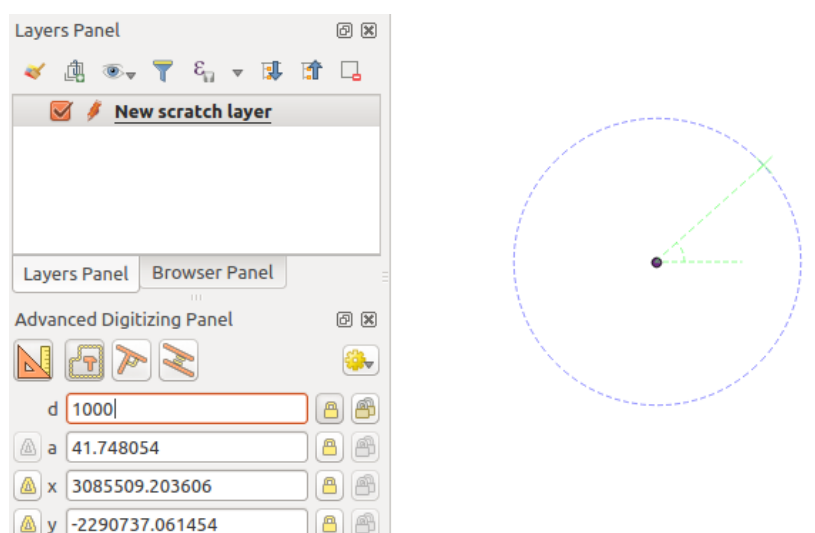 Layers Panel
ε
New scratch layer
Layers Panel Browser Panel
Advanced Digitizing Panel
d 1000
a 41.748054
x 3085509.203606
y -2290737.061454